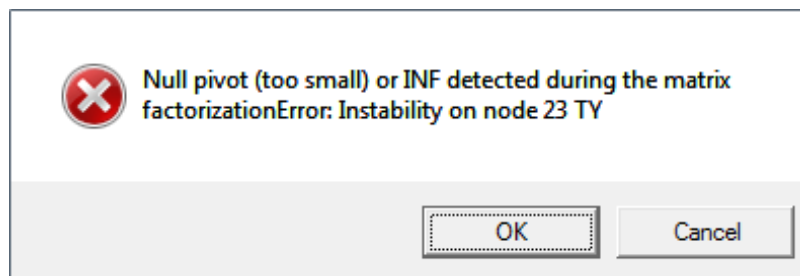 Null pivot (too small) or INF detected during the matrix
factorizationError: Instability on node 23 TY
OK
Cancel